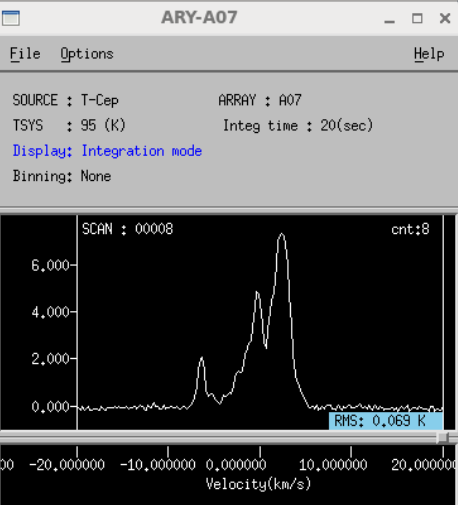 ARY-A07
File Options Help
SOURCE : T-Cep ARRAY : A07
TSYS : 95 (K) Integ time : 20(sec)
Display: Integration mode
Binning: None
SCAN : 00008 cnt:8
6.000
4.000
2.000
0.000
RMS: 0.069 K
00 -20.000000 -10.000000 0.000000 10.000000 20.00000
Velocity(km/s)